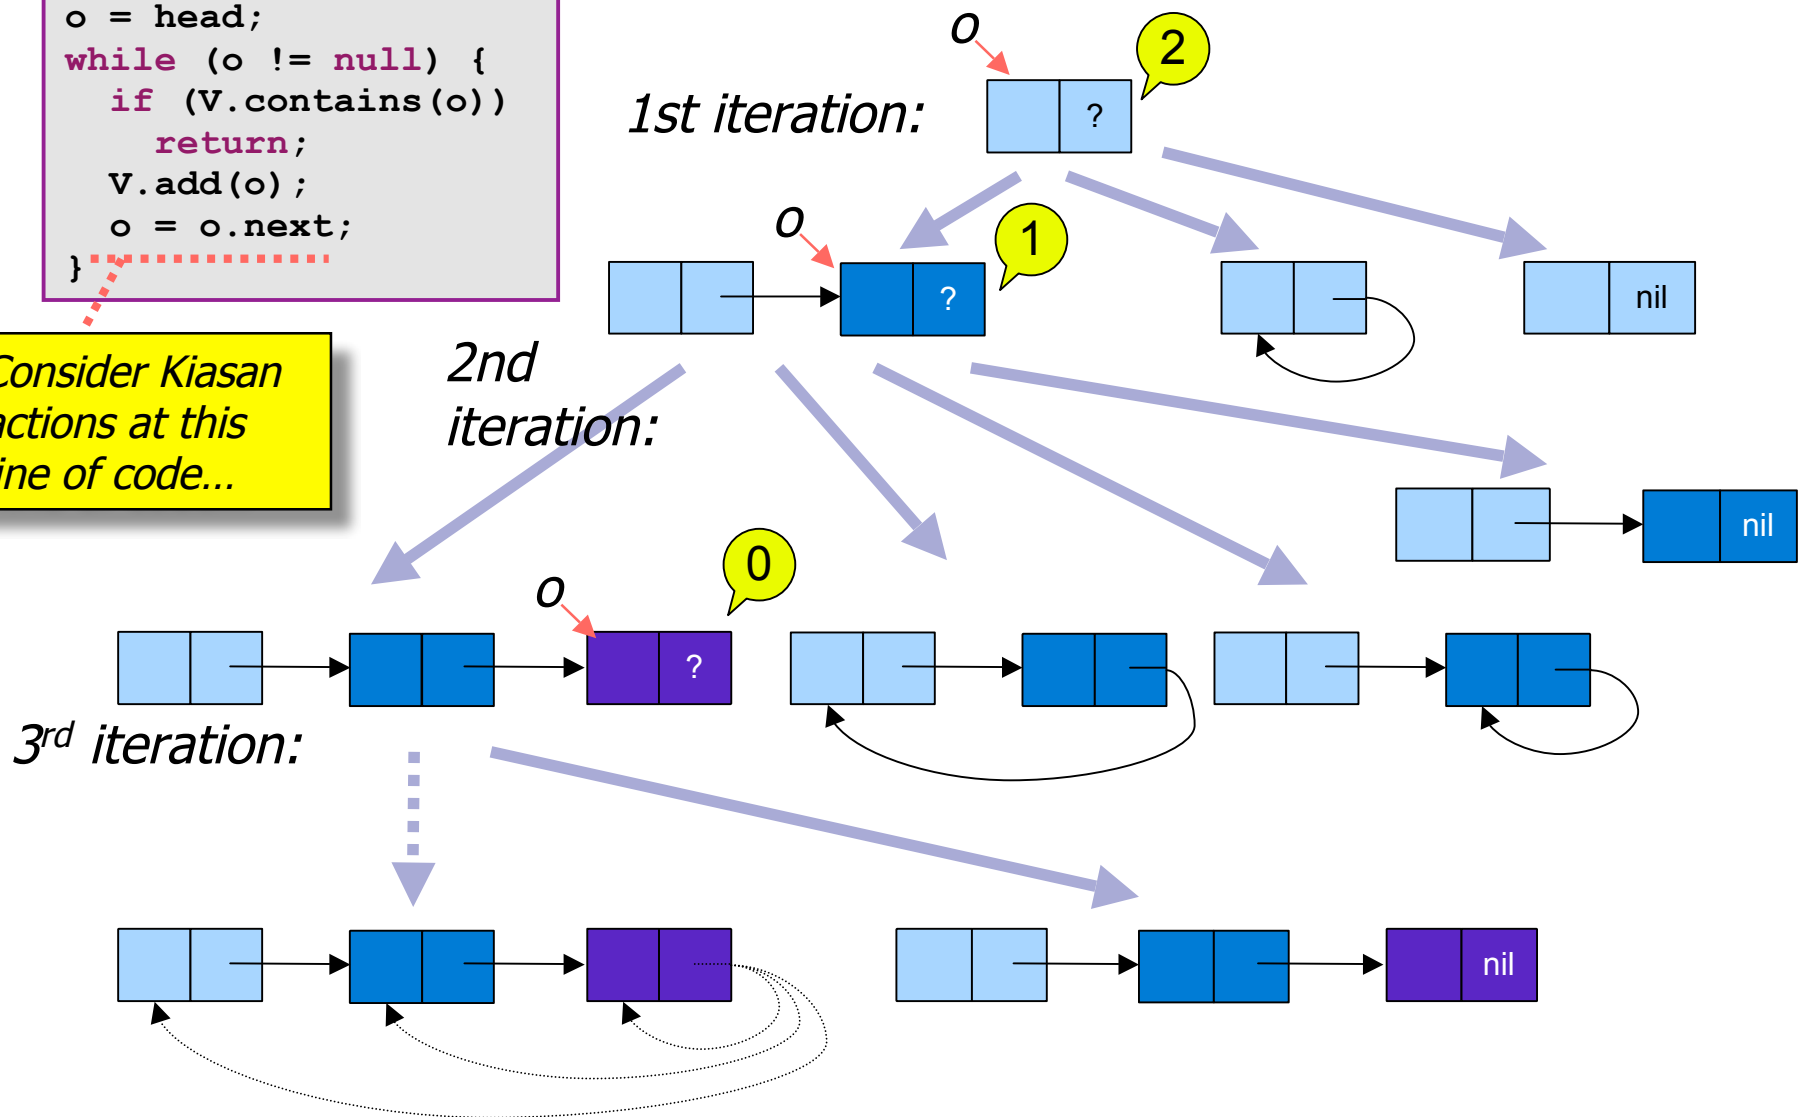 o = head;
while (o != null) {
if (V.contains(o))
return;
V.add(o);
o = o.next;
}
Consider Kiasan
actions at this
line of code...
o
2
1st iteration:
?
o
1
?
nil
2nd
iteration:
nil
o
0
?
3rd iteration:
nil